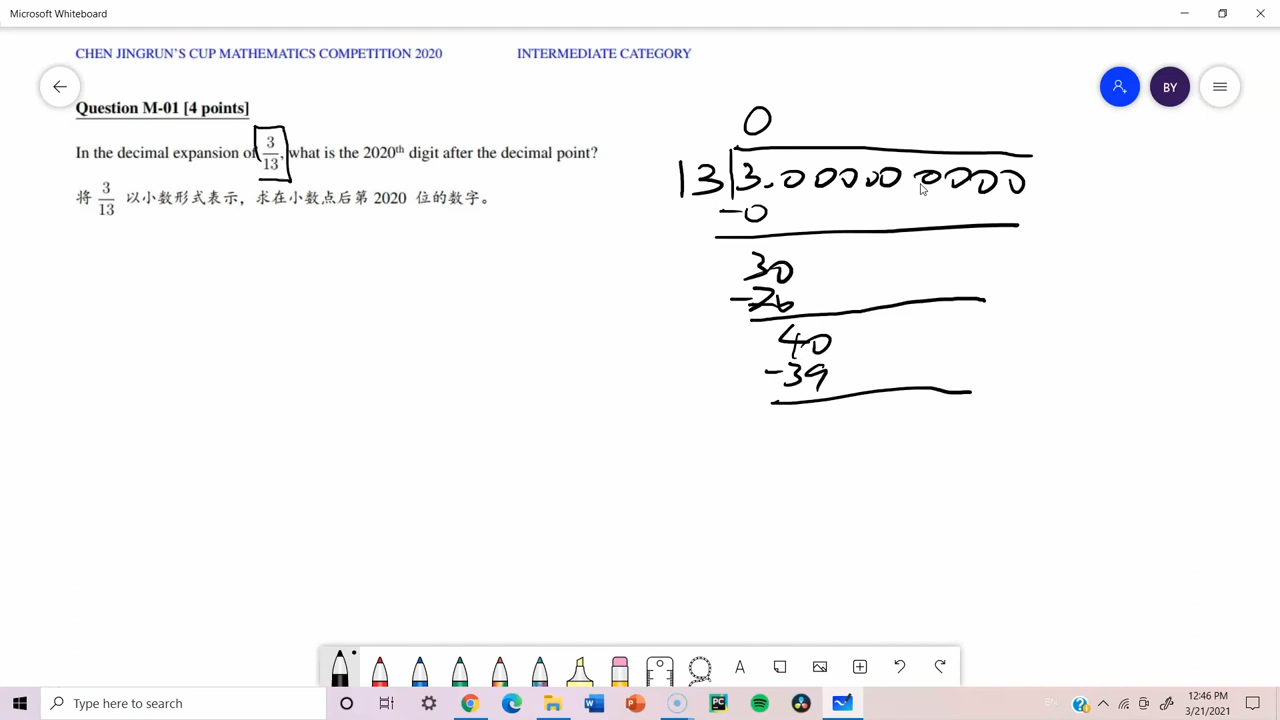 Microsoft Whiteboard
CHEN JINGRUN'S CUP MATHEMATICS COMPETITION 2020 INTERMEDIATE CATEGORY
BY
Question M-01 [4 points]
In the decimal expansion of 3/13, what is the 2020th digit after the decimal point?
将 3/13 以小数形式表示，求在小数点后第 2020 位的数字。
0
13 3.000000000
-0
30
-26
40
-39
Type here to search
12:46 PM
3/21/2021